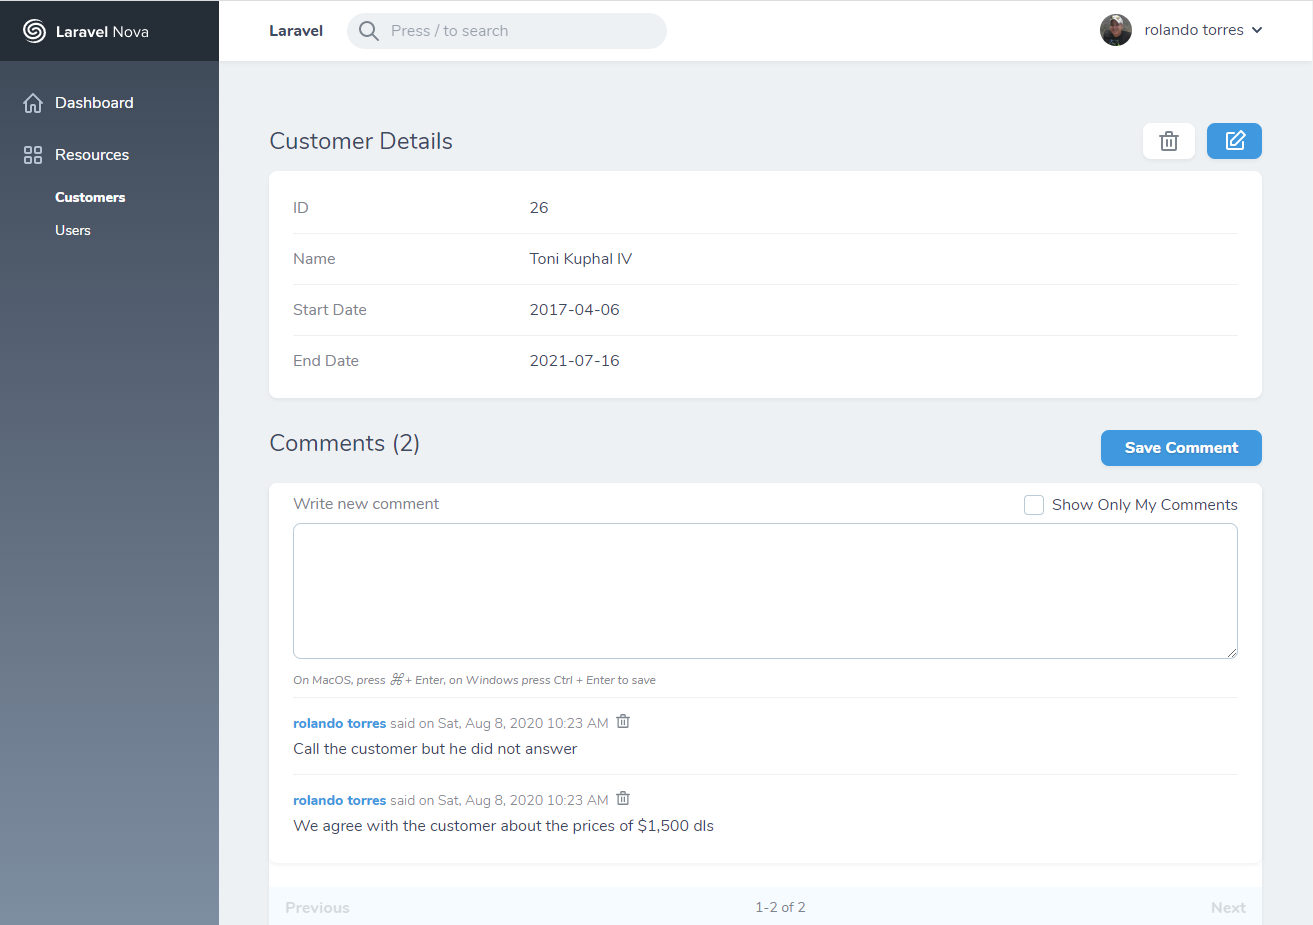 Laravel Nova
Laravel
Press / to search
rolando torres
Dashboard
Resources
Customers
Users
Customer Details
ID 26
Name Toni Kuphal IV
Start Date 2017-04-06
End Date 2021-07-16
Comments (2)
Save Comment
Write new comment
Show Only My Comments
On MacOS, press ⌘ + Enter, on Windows press Ctrl + Enter to save
rolando torres said on Sat, Aug 8, 2020 10:23 AM
Call the customer but he did not answer
rolando torres said on Sat, Aug 8, 2020 10:23 AM
We agree with the customer about the prices of $1,500 dls
Previous 1-2 of 2 Next